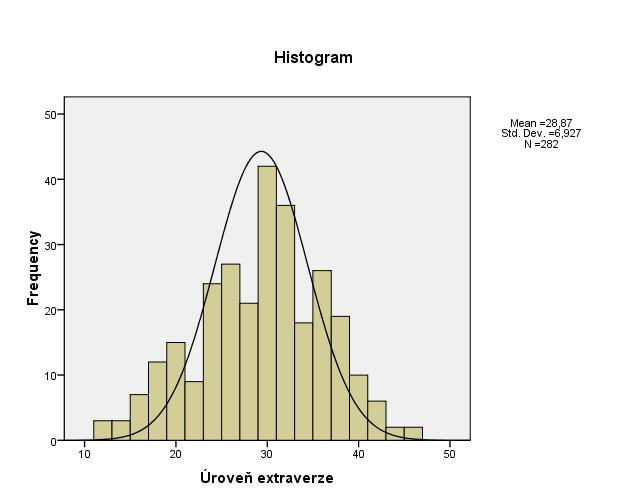 Histogram
50
40
30
20
10
0
Frequency
10 20 30 40 50
Úroveň extraverze
Mean =28,87
Std. Dev. =6,927
N =282